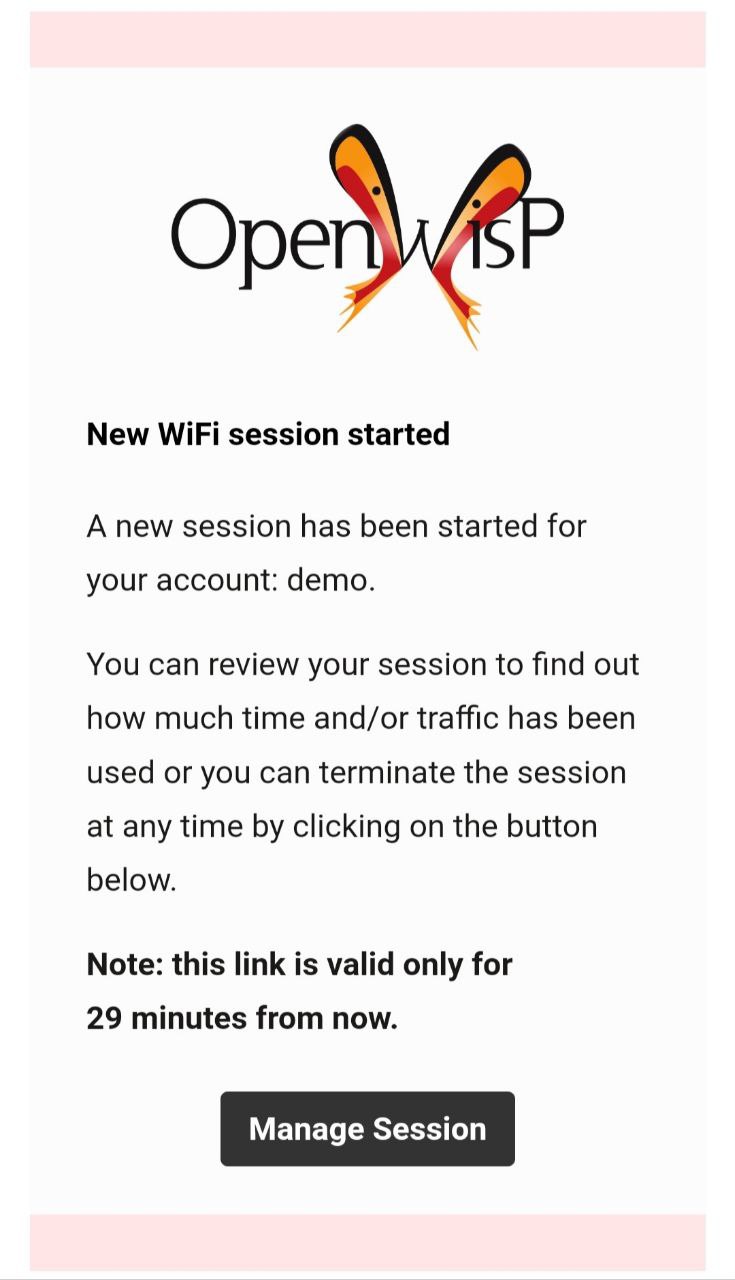 OpenWisP
New WiFi session started
A new session has been started for
your account: demo.
You can review your session to find out
how much time and/or traffic has been
used or you can terminate the session
at any time by clicking on the button
below.
Note: this link is valid only for
29 minutes from now.
Manage Session